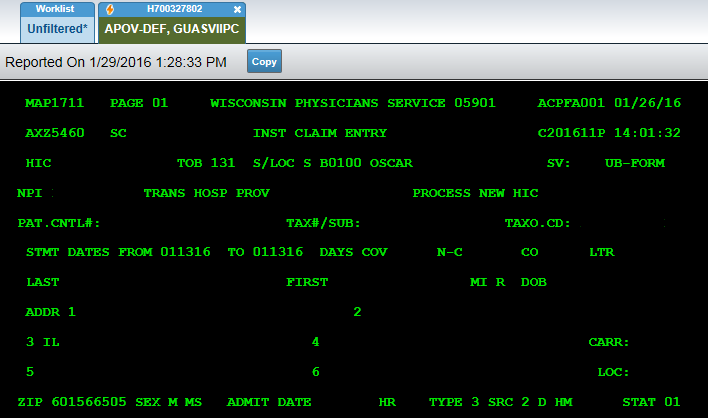 Worklist H700327802 ×
Unfiltered* APOV-DEF, GUASVIIPC
Reported On 1/29/2016 1:28:33 PM Copy
MAP1711 PAGE 01 WISCONSIN PHYSICIANS SERVICE 05901 ACPFA001 01/26/16
AXZ5460 SC INST CLAIM ENTRY C201611P 14:01:32
HIC TOB 131 S/LOC S B0100 OSCAR SV: UB-FORM
NPI TRANS HOSP PROV PROCESS NEW HIC
PAT.CNTL#: TAX#/SUB: TAXO.CD:
STMT DATES FROM 011316 TO 011316 DAYS COV N-C CO LTR
LAST FIRST MI R DOB
ADDR 1 2
3 IL 4 CARR:
5 6 LOC:
ZIP 601566505 SEX M MS ADMIT DATE HR TYPE 3 SRC 2 D HM STAT 01